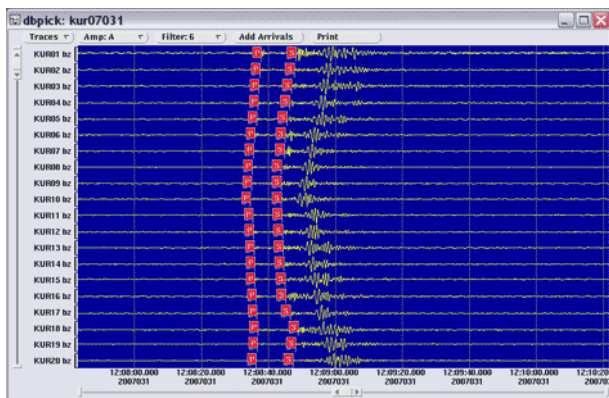 dbpick: kur07031
Traces Amp: A Filter: 6 Add Arrivals Print
KUR01 bz P S
KUR02 bz P S
KUR03 bz P S
KUR04 bz P S
KUR05 bz P S
KUR06 bz P S
KUR07 bz P S
KUR08 bz P S
KUR09 bz P S
KUR10 bz P S
KUR11 bz P S
KUR12 bz P S
KUR13 bz P S
KUR14 bz P S
KUR15 bz P S
KUR16 bz P S
KUR17 bz P S
KUR18 bz P S
KUR19 bz P S
KUR20 bz P S
12:08:00.000 12:08:20.000 12:08:40.000 12:09:00.000 12:09:20.000 12:09:40.000 12:10:00.000 12:10:20
2007031 2007031 2007031 2007031 2007031 2007031 2007031 200703